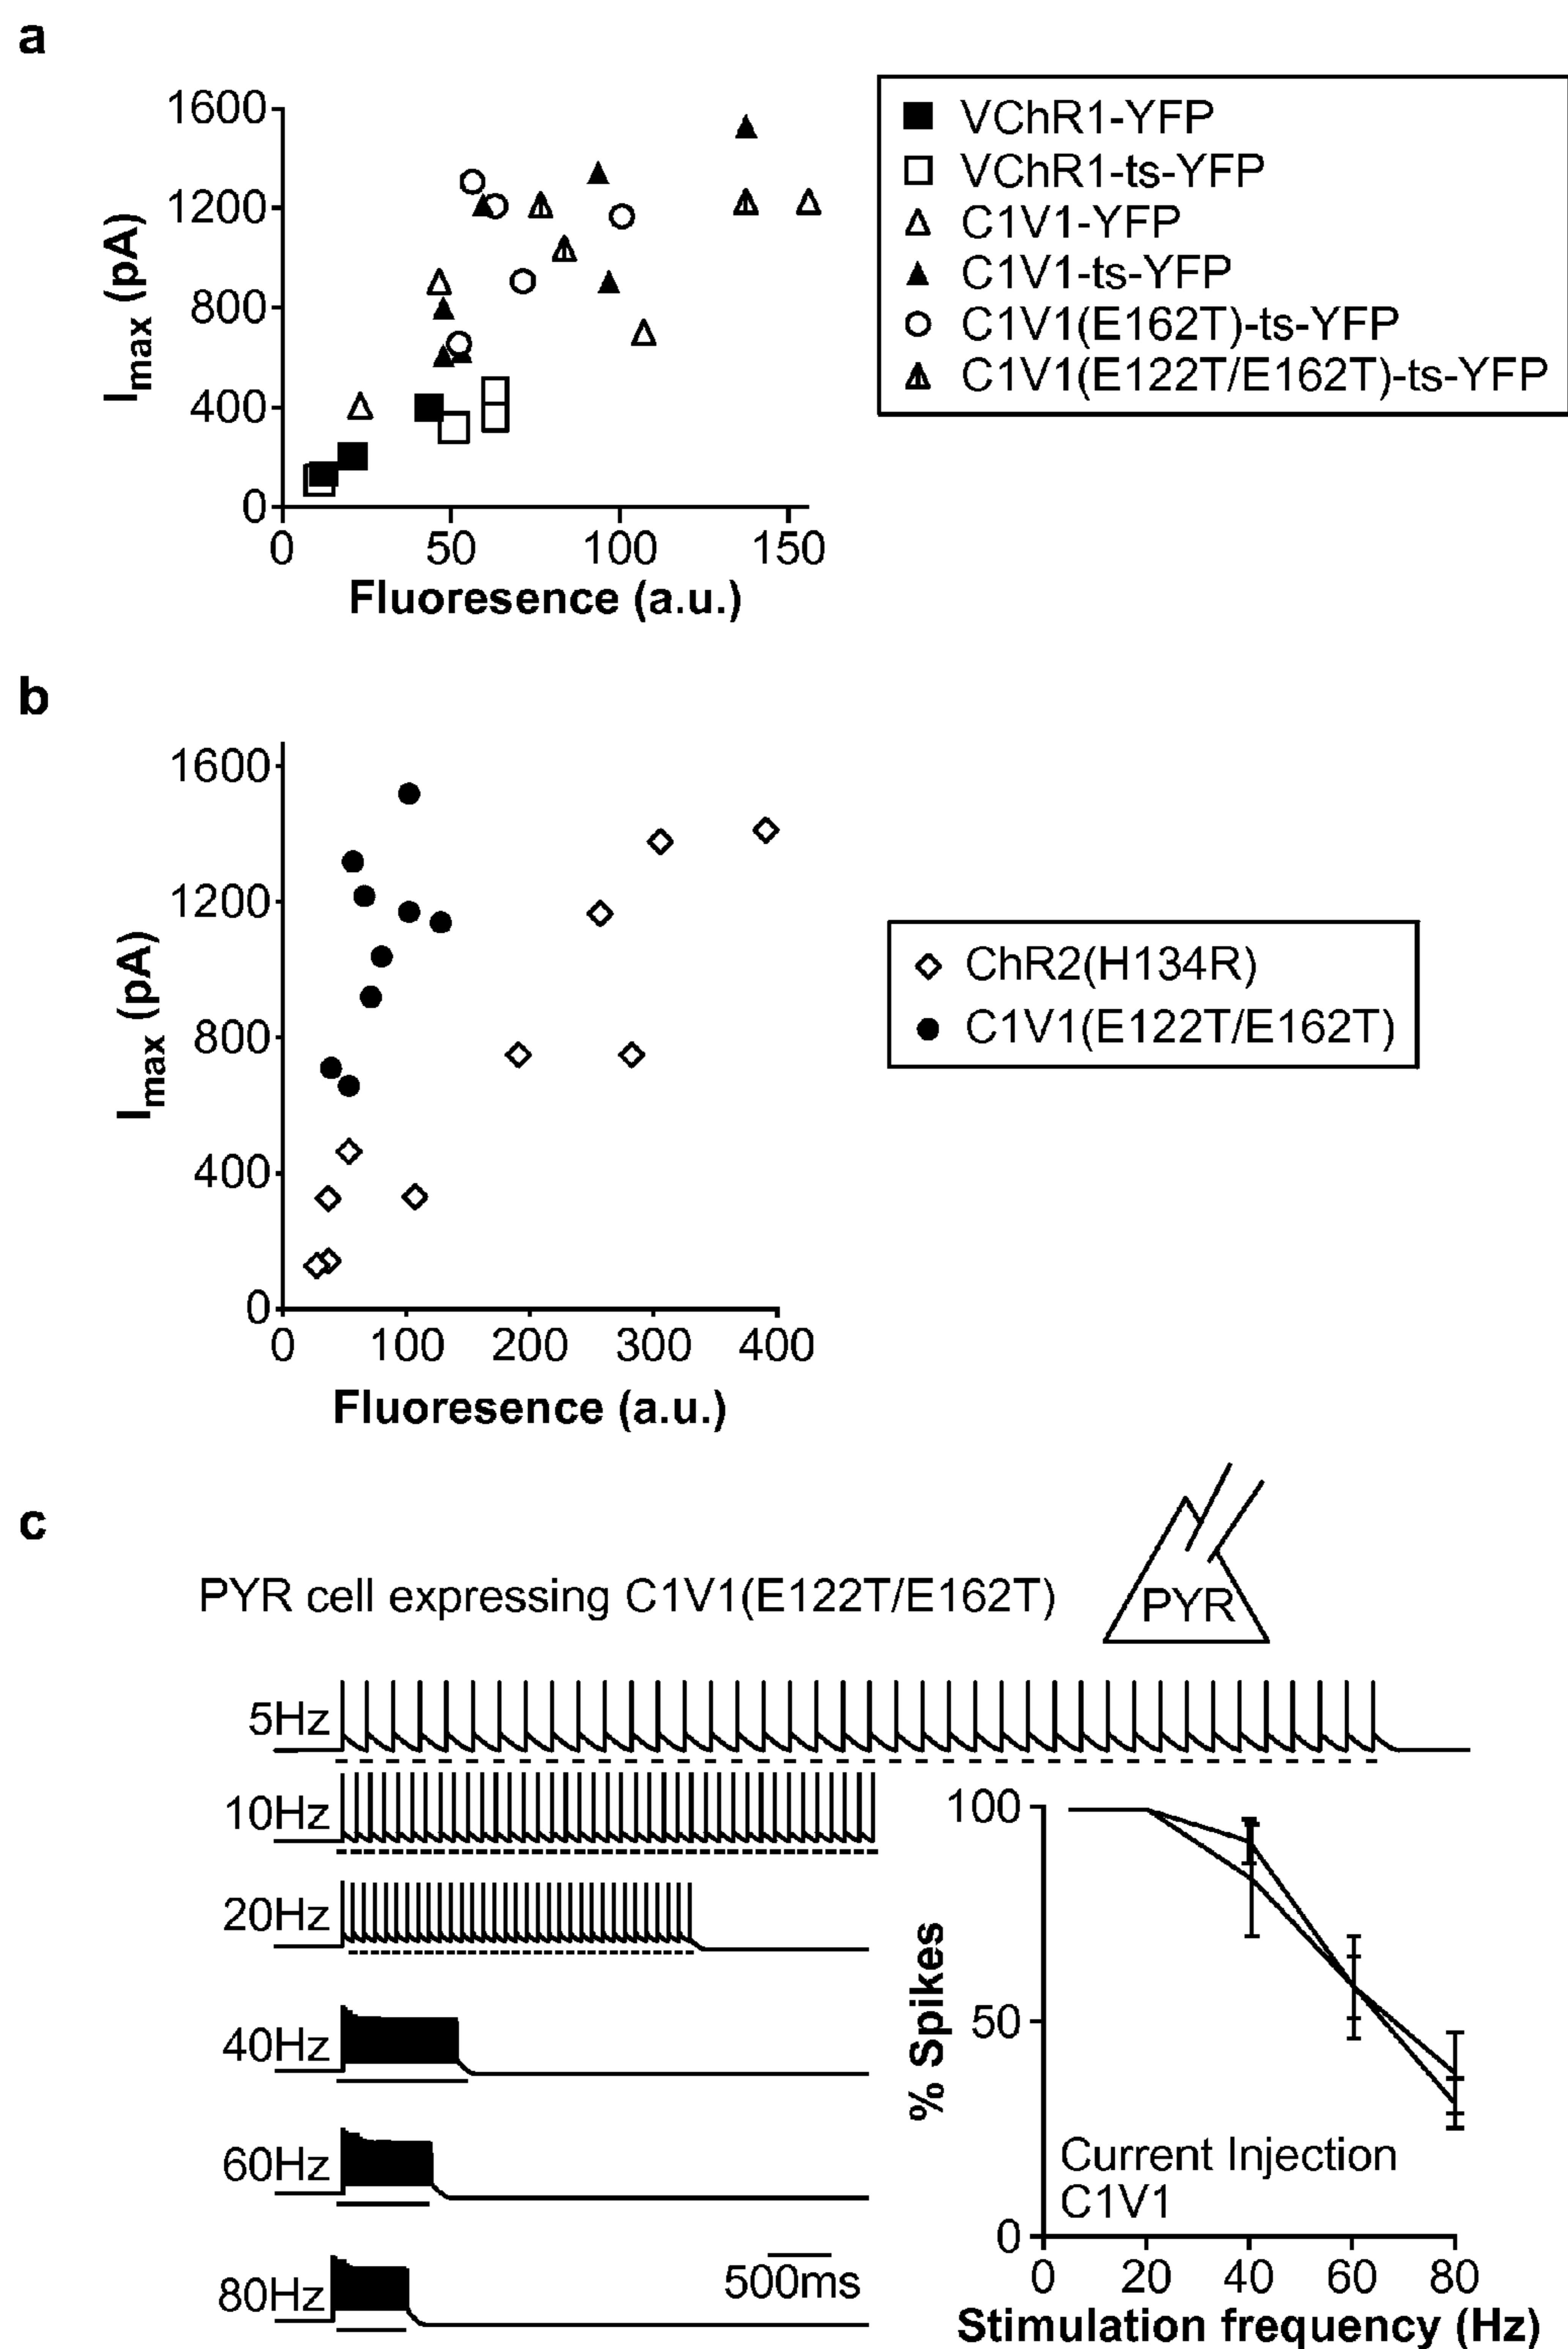 a
1600
1200
800
400
0
0 50 100 150
Imax (pA)
Fluoresence (a.u.)
VChR1-YFP
VChR1-ts-YFP
C1V1-YFP
C1V1-ts-YFP
C1V1(E162T)-ts-YFP
C1V1(E122T/E162T)-ts-YFP
b
1600
1200
800
400
0
0 100 200 300 400
Imax (pA)
Fluoresence (a.u.)
ChR2(H134R)
C1V1(E122T/E162T)
c
PYR cell expressing C1V1(E122T/E162T)
PYR
5Hz
10Hz
20Hz
40Hz
60Hz
80Hz
500ms
100
50
0
% Spikes
Current Injection
C1V1
0 20 40 60 80
Stimulation frequency (Hz)